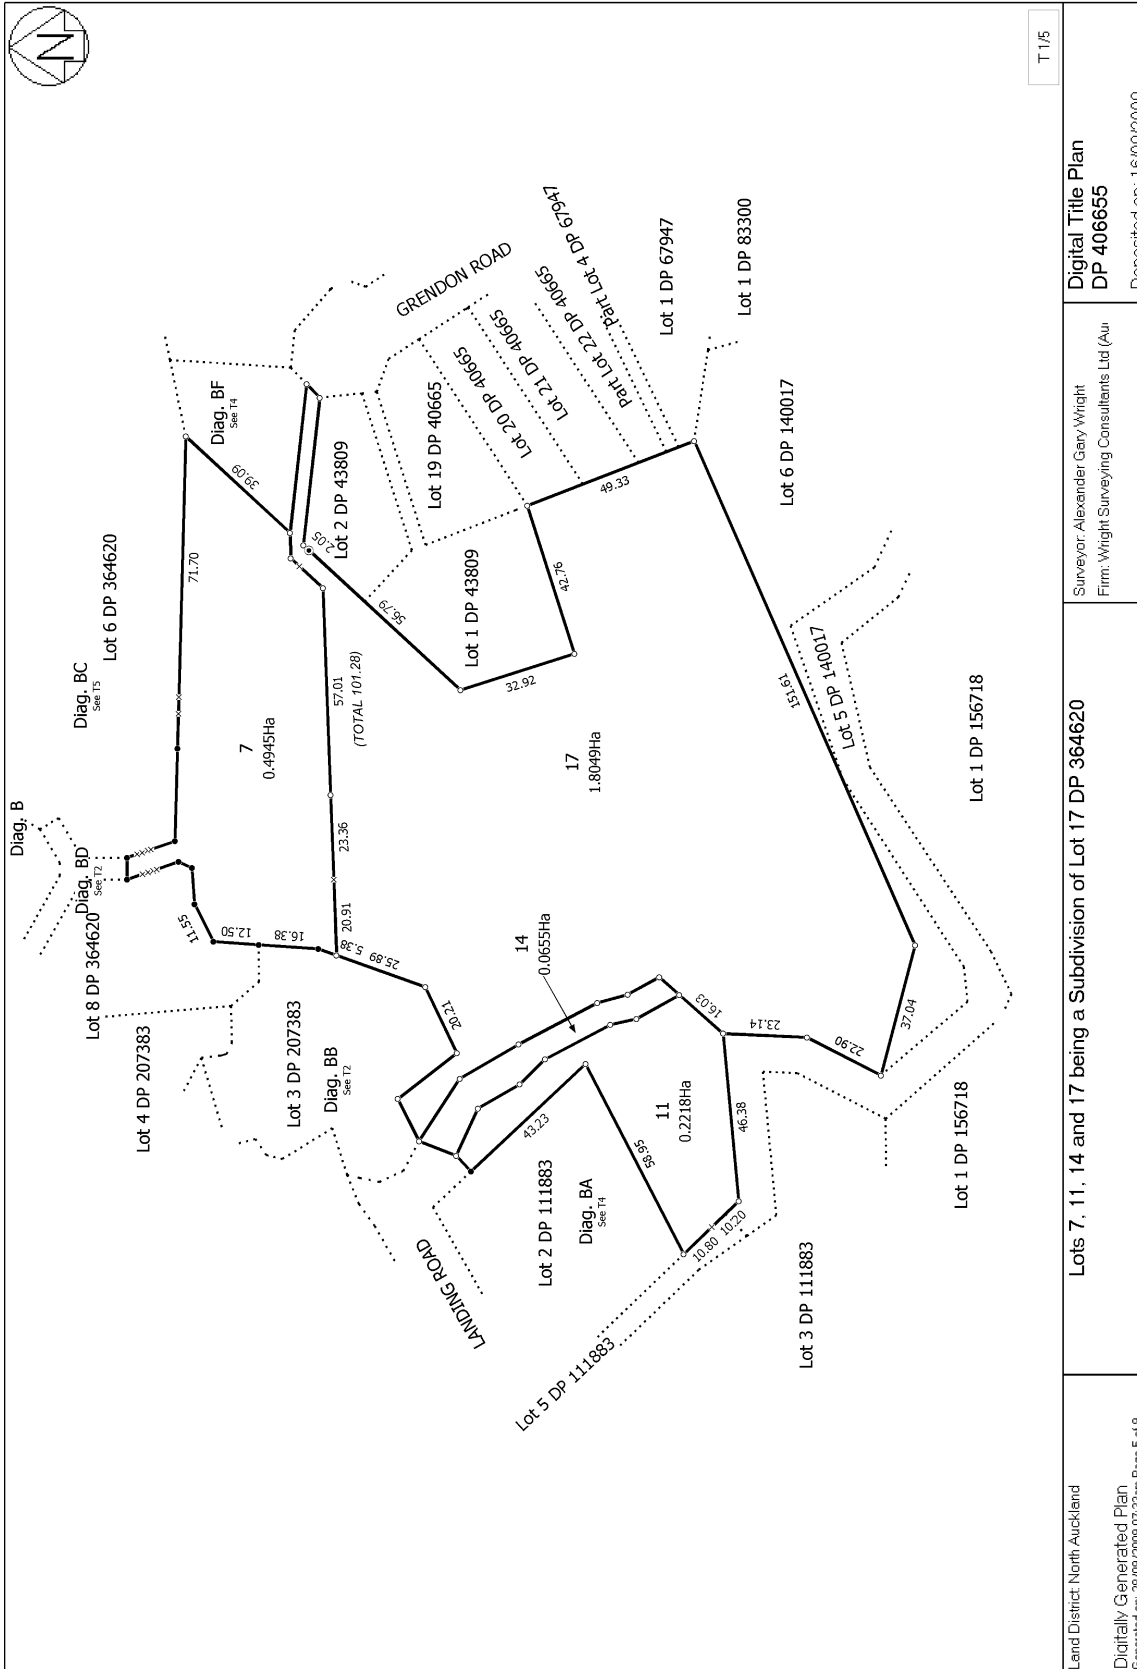 N
T 1/5
Diag. B
Diag. BC
See T5
Lot 6 DP 364620
Diag. BD
See T2
Lot 8 DP 364620
Diag. BF
See T4
71.70
39.09
7
0.4945Ha
11.55
12.50
16.38
5.38
20.91
23.36
57.01
(TOTAL 101.28)
2.05
56.79
Lot 2 DP 43809
Lot 19 DP 40665
GRENDON ROAD
Lot 20 DP 40665
Lot 21 DP 40665
Part Lot 22 DP 40665
Part Lot 4 DP 67947
Lot 1 DP 67947
Lot 1 DP 83300
Lot 1 DP 43809
32.92
42.76
49.33
Lot 6 DP 140017
17
1.8049Ha
151.61
Lot 5 DP 140017
Lot 1 DP 156718
Lot 4 DP 207383
Lot 3 DP 207383
Diag. BB
See T2
25.89
20.21
14
0.0655Ha
16.03
23.14
22.90
37.04
LANDING ROAD
43.23
Lot 2 DP 111883
Diag. BA
See T4
58.95
11
0.2218Ha
46.38
10.80
10.20
Lot 5 DP 111883
Lot 3 DP 111883
Lot 1 DP 156718
Land District: North Auckland
Digitally Generated Plan
Lots 7, 11, 14 and 17 being a Subdivision of Lot 17 DP 364620
Surveyor: Alexander Gary Wright
Firm: Wright Surveying Consultants Ltd (Au
Digital Title Plan
DP 406655
Deposited on: